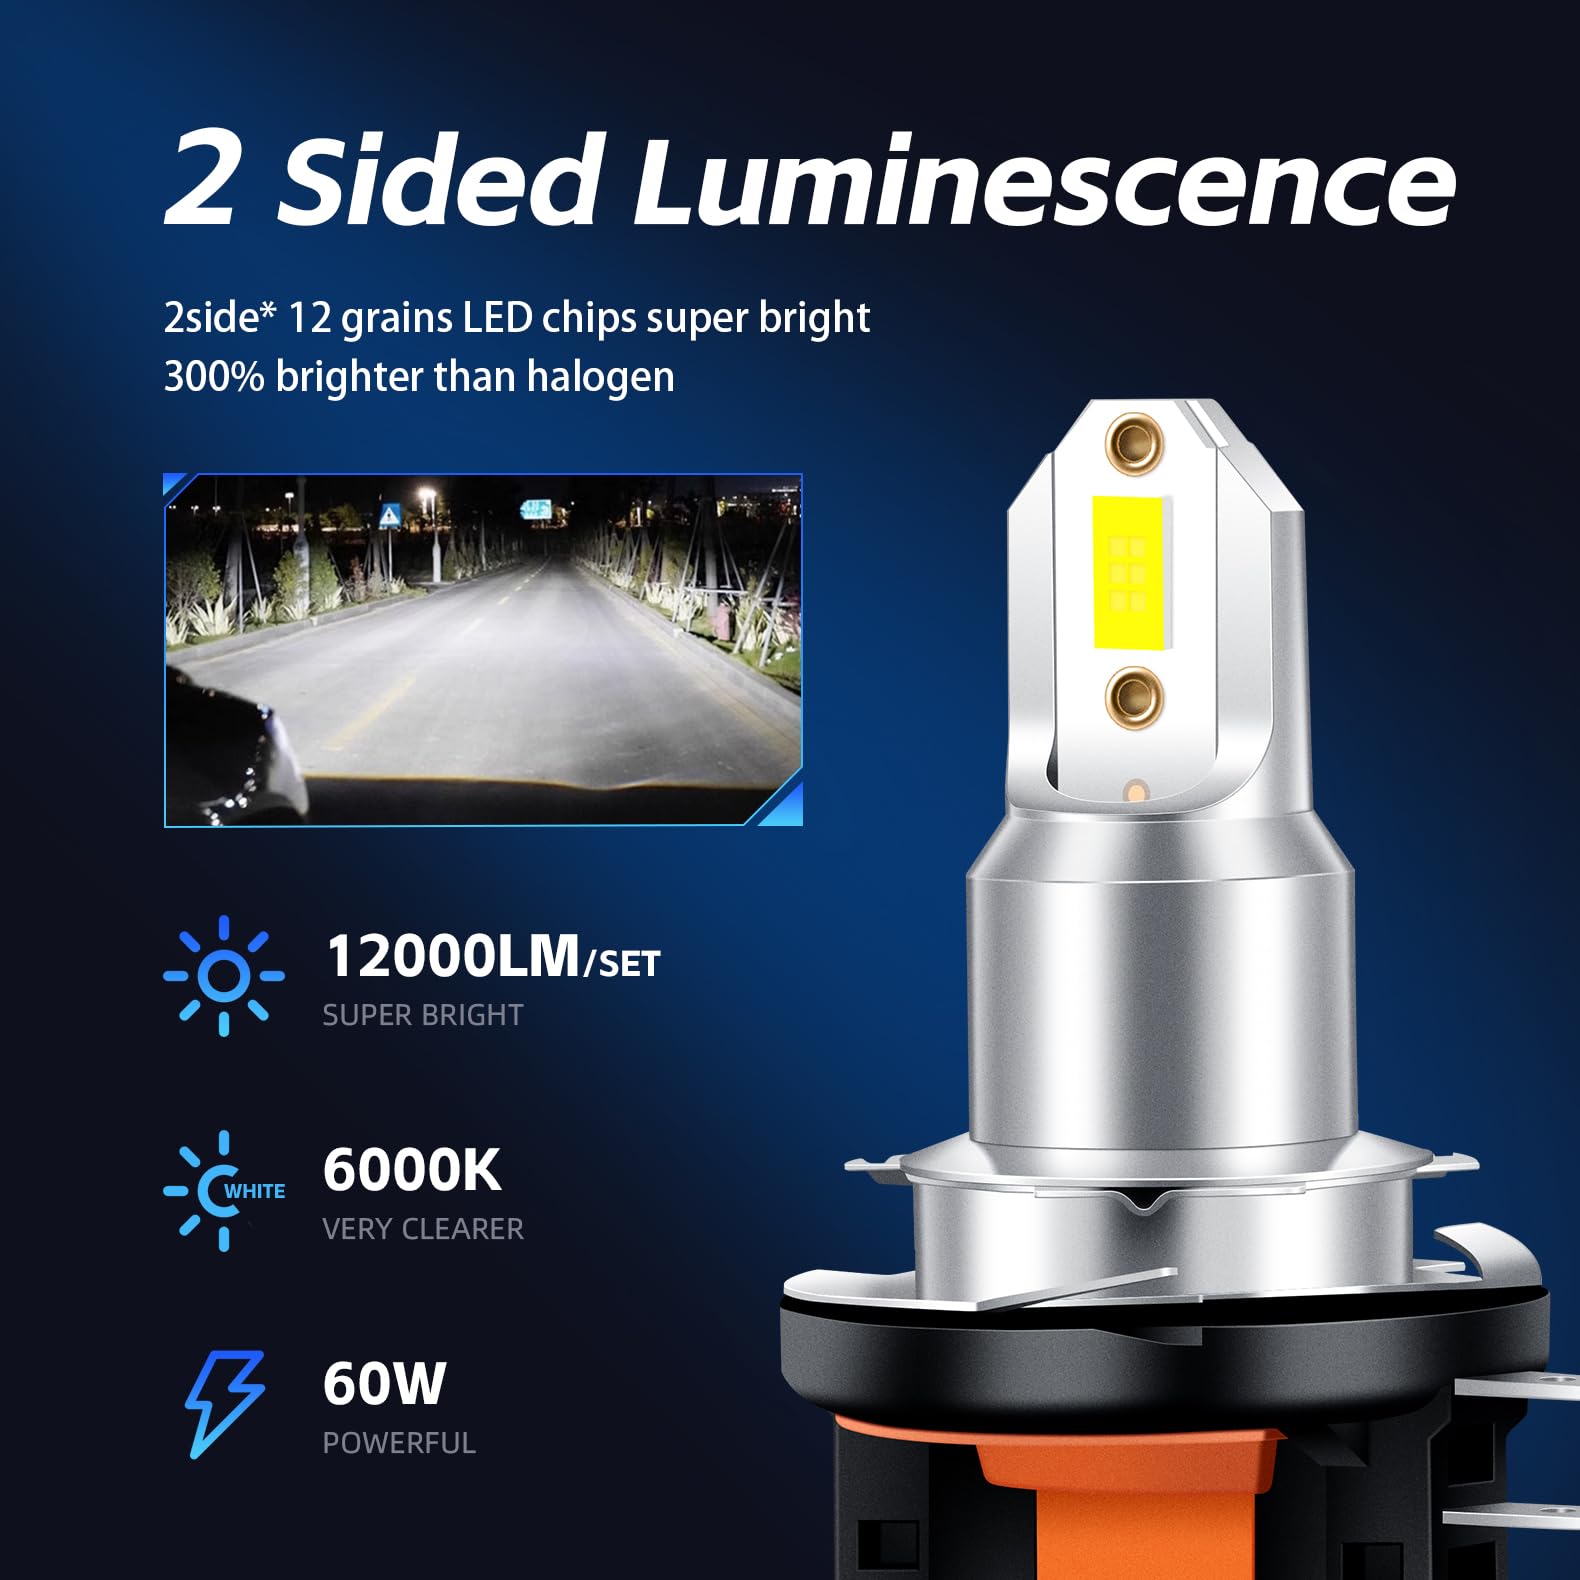 2 Sided Luminescence
2side* 12 grains LED chips super bright
300% brighter than halogen
12000LM/SET
SUPER BRIGHT
WHITE
6000K
VERY CLEARER
60W
POWERFUL